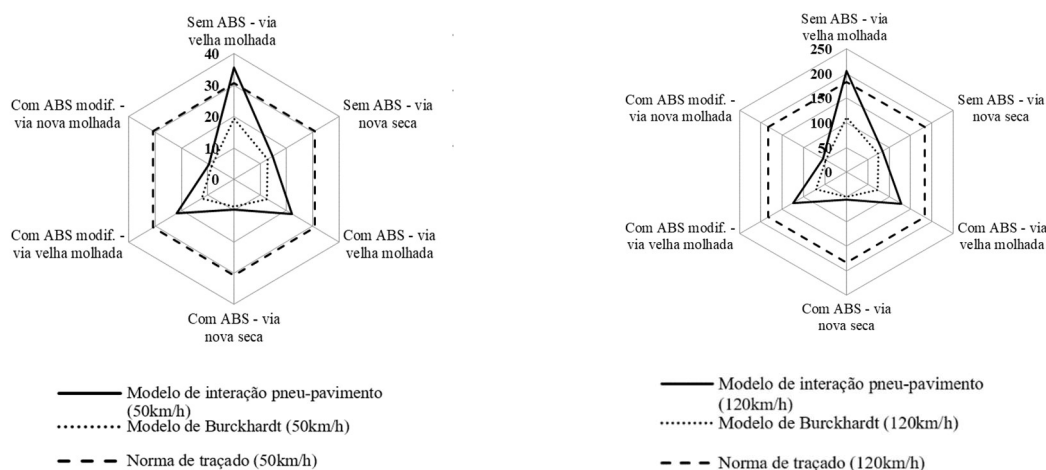 Sem ABS - via
velha molhada
40
30
20
10
0
Com ABS modif. -
via nova molhada
Sem ABS - via
nova seca
Com ABS modif. -
via velha molhada
Com ABS - via
velha molhada
Com ABS - via
nova seca
Modelo de interação pneu-pavimento
(50km/h)
Modelo de Burckhardt (50km/h)
Norma de traçado (50km/h)
Sem ABS - via
velha molhada
250
200
150
100
50
0
Com ABS modif. -
via nova molhada
Sem ABS - via
nova seca
Com ABS modif. -
via velha molhada
Com ABS - via
velha molhada
Com ABS - via
nova seca
Modelo de interação pneu-pavimento
(120km/h)
Modelo de Burckhardt (120km/h)
Norma de traçado (120km/h)